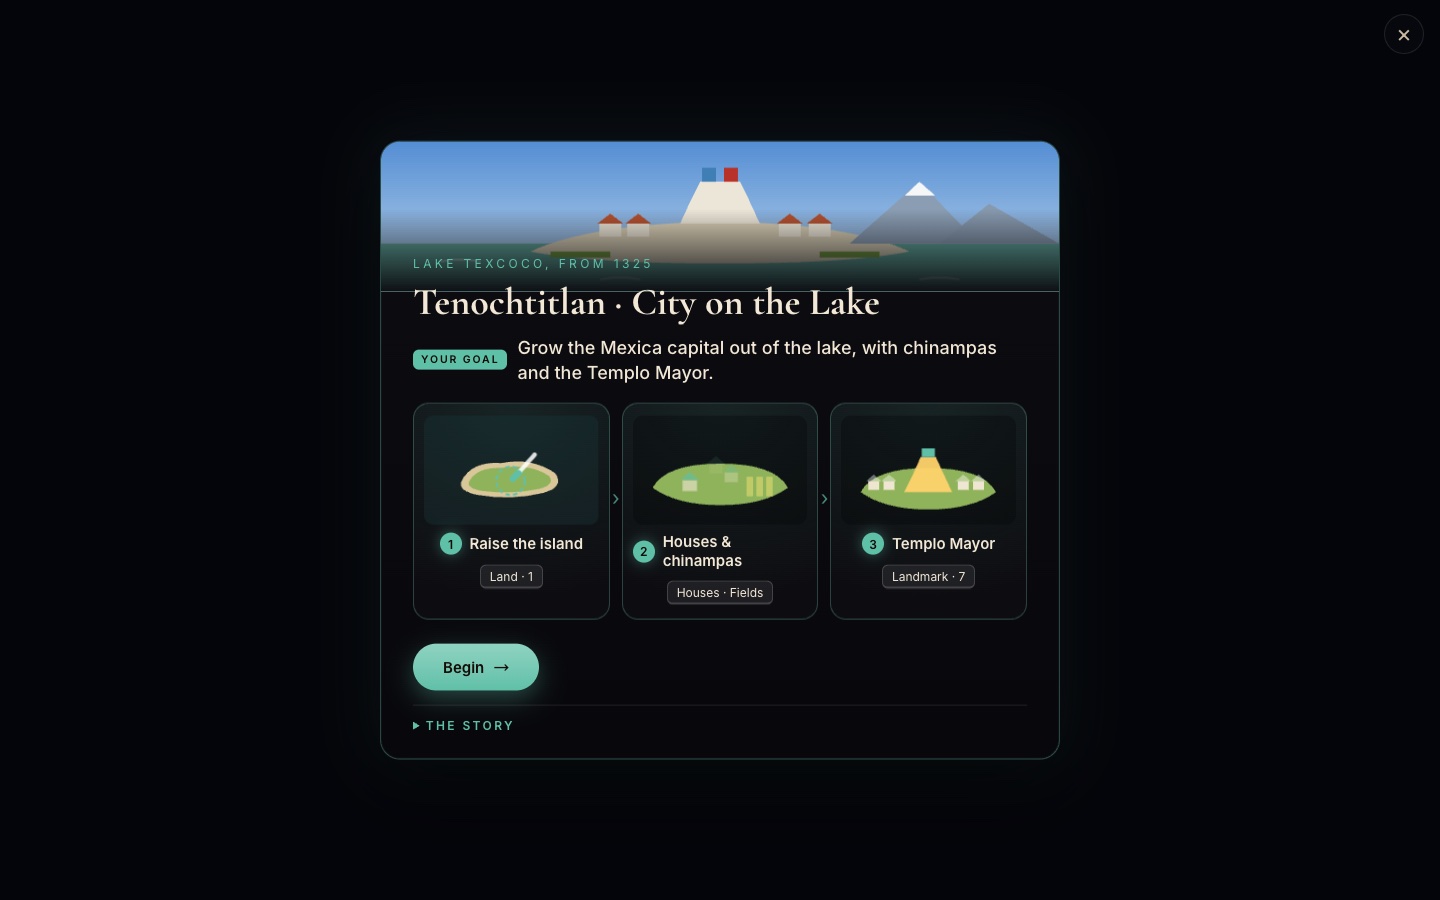 LAKE TEXCOCO, FROM 1325
Tenochtitlan · City on the Lake
YOUR GOAL
Grow the Mexica capital out of the lake, with chinampas
and the Templo Mayor.
1 Raise the island
Land · 1
2 Houses &
chinampas
Houses · Fields
3 Templo Mayor
Landmark · 7
Begin →
THE STORY